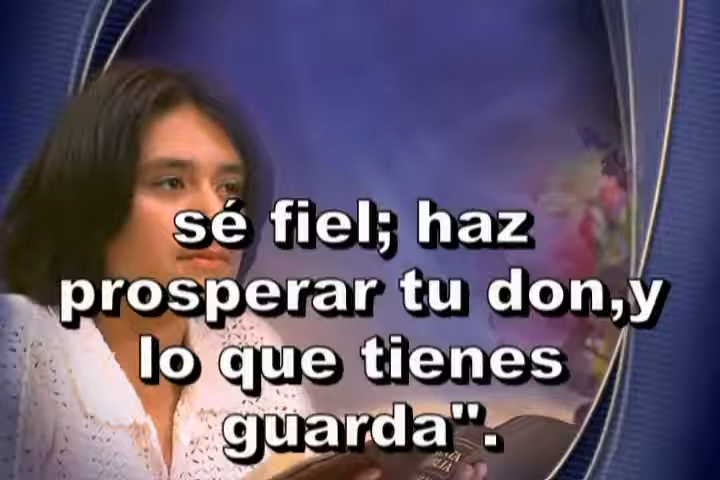 sé fiel; haz
prosperar tu don,y
lo que tienes
guarda".